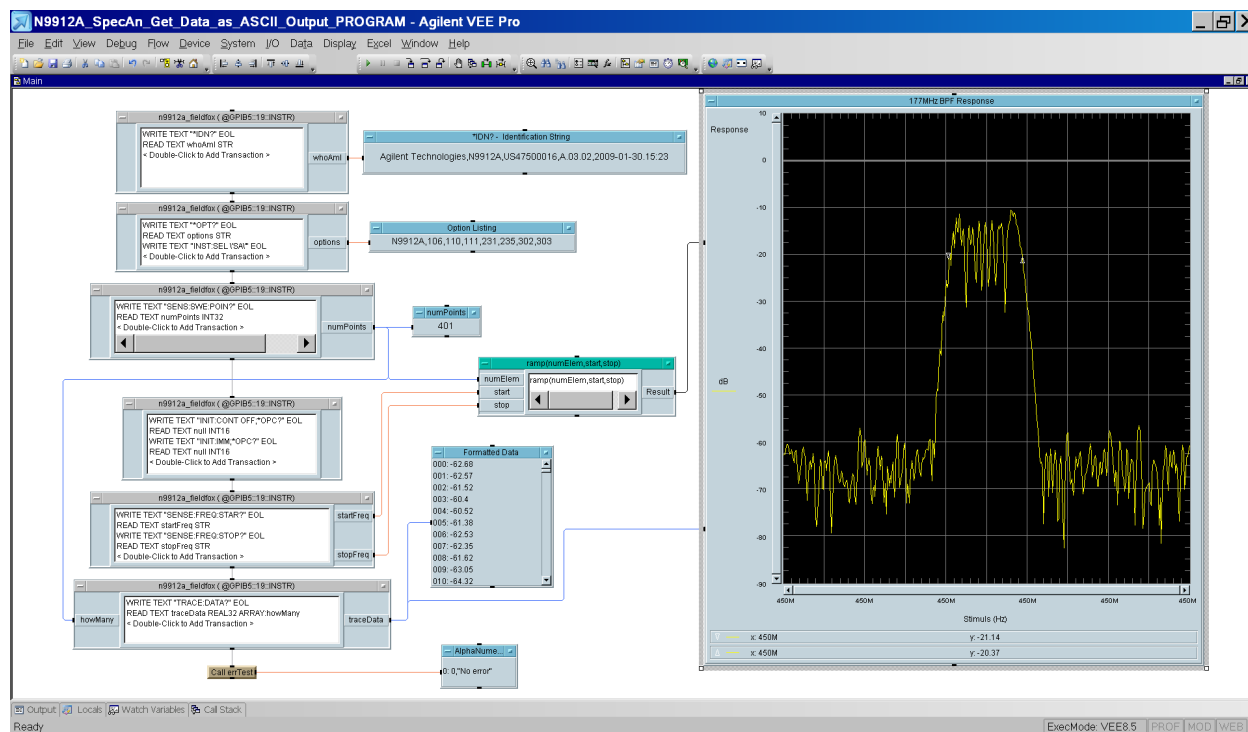 N9912A_SpecAn_Get_Data_as_ASCII_Output_PROGRAM - Agilent VEE Pro
File Edit View Debug Flow Device System I/O Data Display Excel Window Help
Main
n9912a_fieldfox ( @GPIB5::19::INSTR)
WRITE TEXT "*IDN?" EOL
READ TEXT whoAmI STR
< Double-Click to Add Transaction >
whoAmI
*IDN? - Identification String
Agilent Technologies,N9912A,US47500016,A.03.02,2009-01-30.15:23
n9912a_fieldfox ( @GPIB5::19::INSTR)
WRITE TEXT "*OPT?" EOL
READ TEXT options STR
WRITE TEXT "INST:SEL \'SA\'" EOL
< Double-Click to Add Transaction >
options
Option Listing
N9912A,106,110,111,231,235,302,303
n9912a_fieldfox ( @GPIB5::19::INSTR)
WRITE TEXT "SENS:SWE:POIN?" EOL
READ TEXT numPoints INT32
< Double-Click to Add Transaction >
numPoints
numPoints
401
ramp(numElem,start,stop)
numElem
start
stop
ramp(numElem,start,stop)
Result
n9912a_fieldfox ( @GPIB5::19::INSTR)
WRITE TEXT "INIT:CONT OFF;*OPC?" EOL
READ TEXT null INT16
WRITE TEXT "INIT:IMM;*OPC?" EOL
READ TEXT null INT16
< Double-Click to Add Transaction >
Formatted Data
000: -62.68
001: -62.57
002: -61.52
003: -60.4
004: -60.52
005: -61.38
006: -62.53
007: -62.35
008: -61.62
009: -63.05
010: -64.32
n9912a_fieldfox ( @GPIB5::19::INSTR)
WRITE TEXT "SENSE:FREQ:STAR?" EOL
READ TEXT startFreq STR
WRITE TEXT "SENSE:FREQ:STOP?" EOL
READ TEXT stopFreq STR
< Double-Click to Add Transaction >
startFreq
stopFreq
n9912a_fieldfox ( @GPIB5::19::INSTR)
howMany
WRITE TEXT "TRACE:DATA?" EOL
READ TEXT traceData REAL32 ARRAY:howMany
< Double-Click to Add Transaction >
traceData
Call errTest
AlphaNume...
0: 0,"No error"
177MHz BPF Response
Response
dB
10
0
-10
-20
-30
-40
-50
-60
-70
-80
-90
450M 450M 450M 450M 450M 450M
Stimuls (Hz)
x: 450M y: -21.14
x: 450M y: -20.37
Output Locals Watch Variables Call Stack
Ready
ExecMode: VEE8.5 PROF MOD WEB